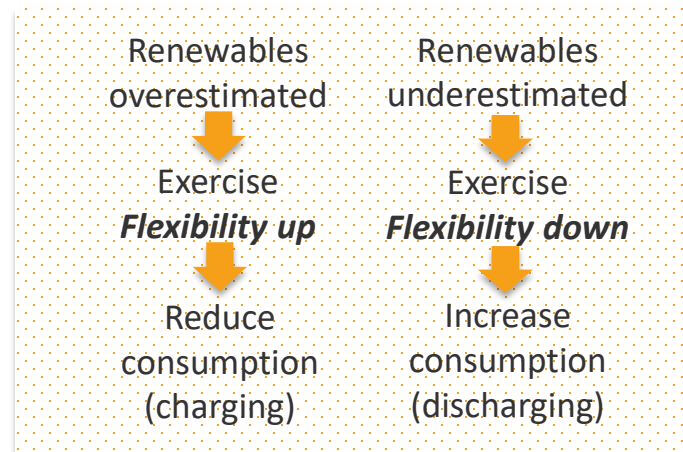 Renewables
overestimated
Exercise
Flexibility up
Reduce
consumption
(charging)
Renewables
underestimated
Exercise
Flexibility down
Increase
consumption
(discharging)